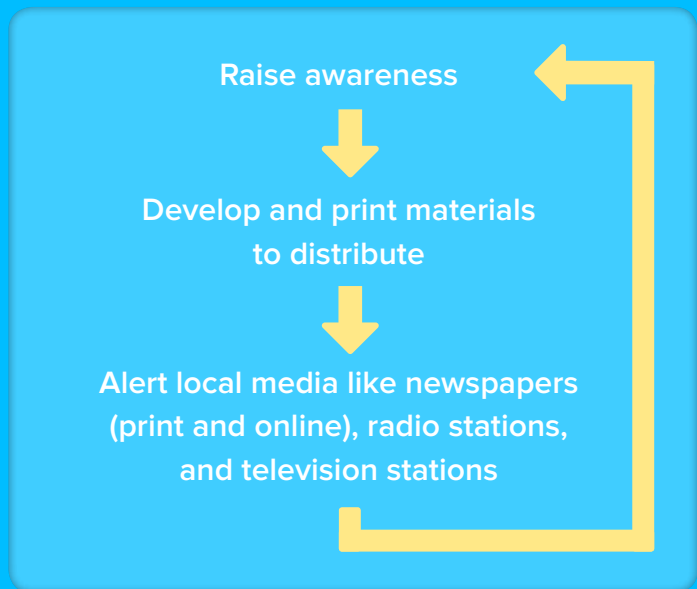 Raise awareness
Develop and print materials
to distribute
Alert local media like newspapers
(print and online), radio stations,
and television stations